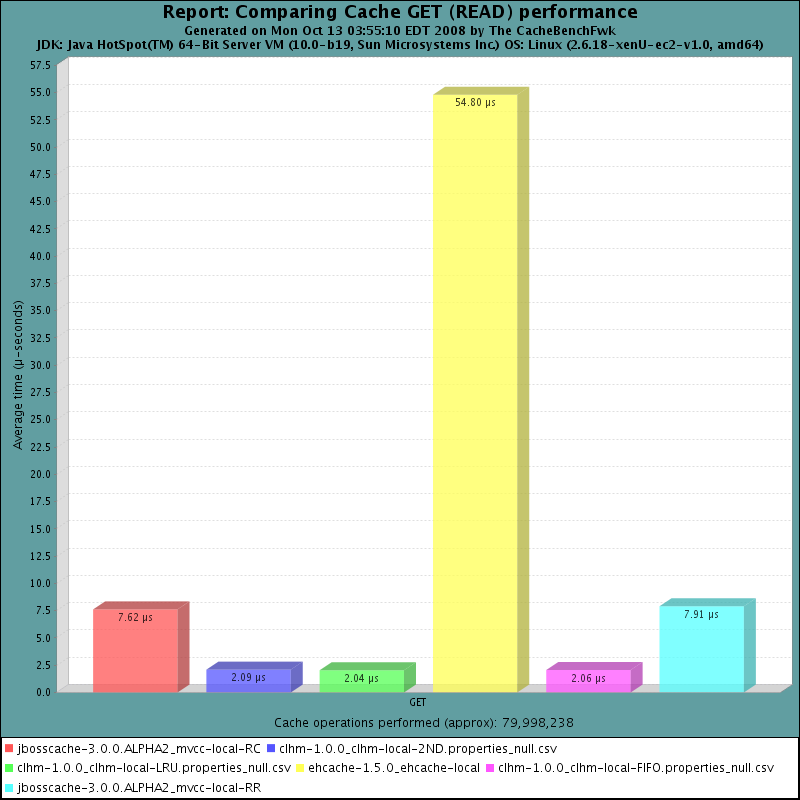 Report: Comparing Cache GET (READ) performance
Generated on Mon Oct 13 03:55:10 EDT 2008 by The CacheBenchFwk
JDK: Java HotSpot(TM) 64-Bit Server VM (10.0-b19, Sun Microsystems Inc.) OS: Linux (2.6.18-xenU-ec2-v1.0, amd64)
57.5
55.0
52.5
50.0
47.5
45.0
42.5
40.0
37.5
35.0
32.5
30.0
27.5
25.0
22.5
20.0
17.5
15.0
12.5
10.0
7.5
5.0
2.5
0.0
Average time (µ-seconds)
7.62 µs
2.09 µs
2.04 µs
54.80 µs
2.06 µs
7.91 µs
GET
Cache operations performed (approx): 79,998,238
jbosscache-3.0.0.ALPHA2_mvcc-local-RC clhm-1.0.0_clhm-local-2ND.properties_null.csv
clhm-1.0.0_clhm-local-LRU.properties_null.csv ehcache-1.5.0_ehcache-local clhm-1.0.0_clhm-local-FIFO.properties_null.csv
jbosscache-3.0.0.ALPHA2_mvcc-local-RR